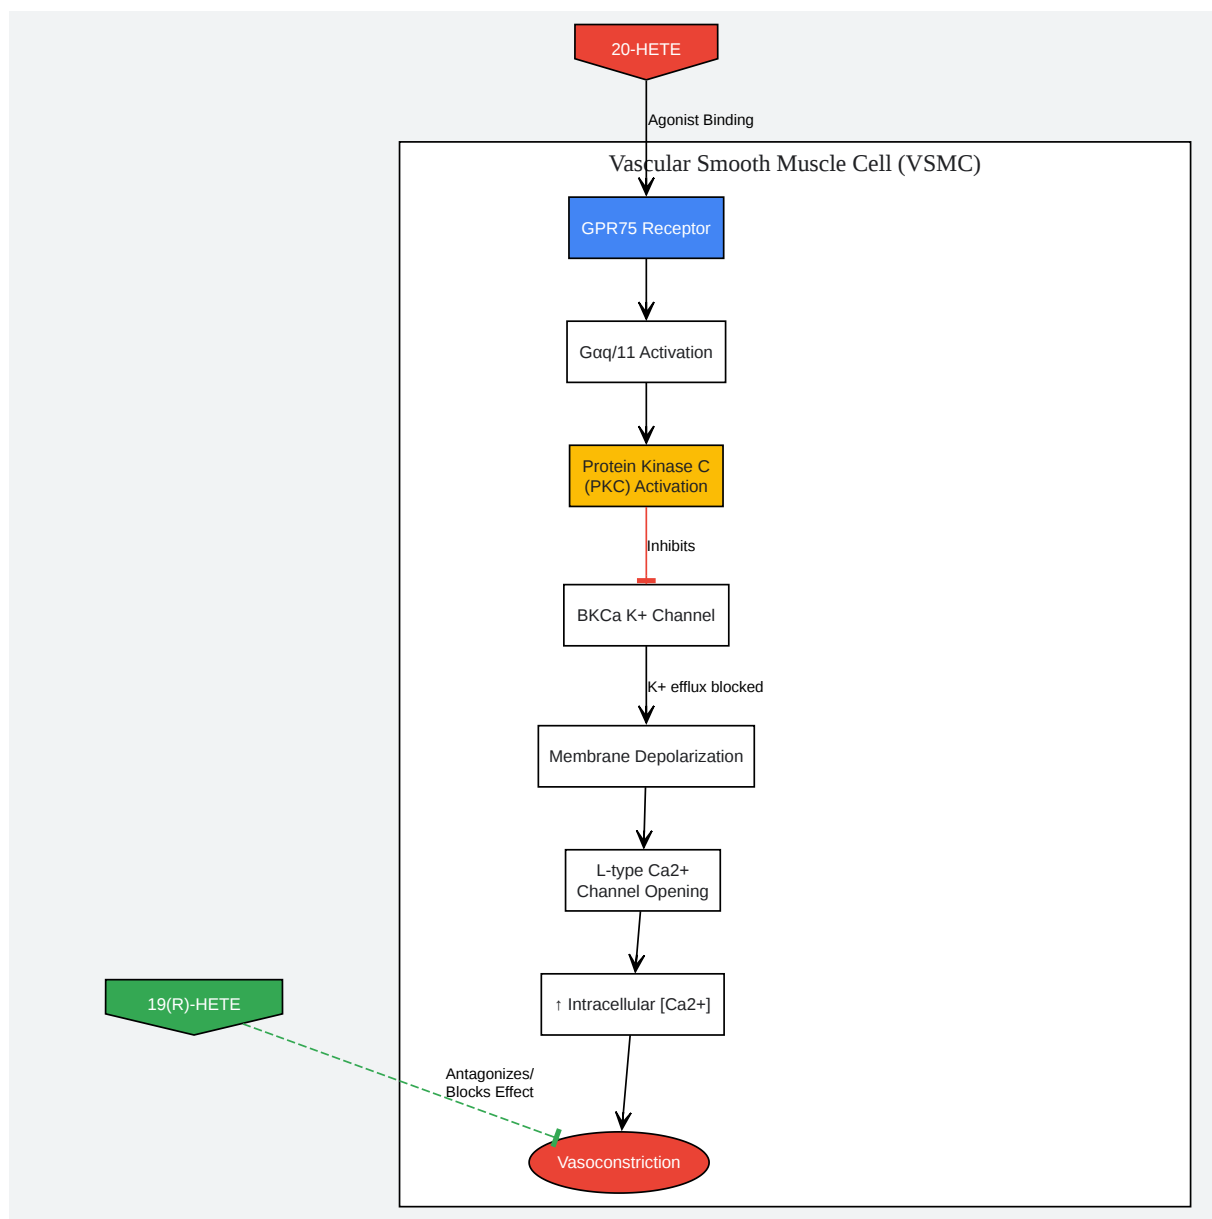 20-HETE
Agonist Binding
Vascular Smooth Muscle Cell (VSMC)
GPR75 Receptor
Gαq/11 Activation
Protein Kinase C
(PKC) Activation
Inhibits
BKCa K+ Channel
K+ efflux blocked
Membrane Depolarization
L-type Ca2+
Channel Opening
19(R)-HETE
↑ Intracellular [Ca2+]
Antagonizes/
Blocks Effect
Vasoconstriction